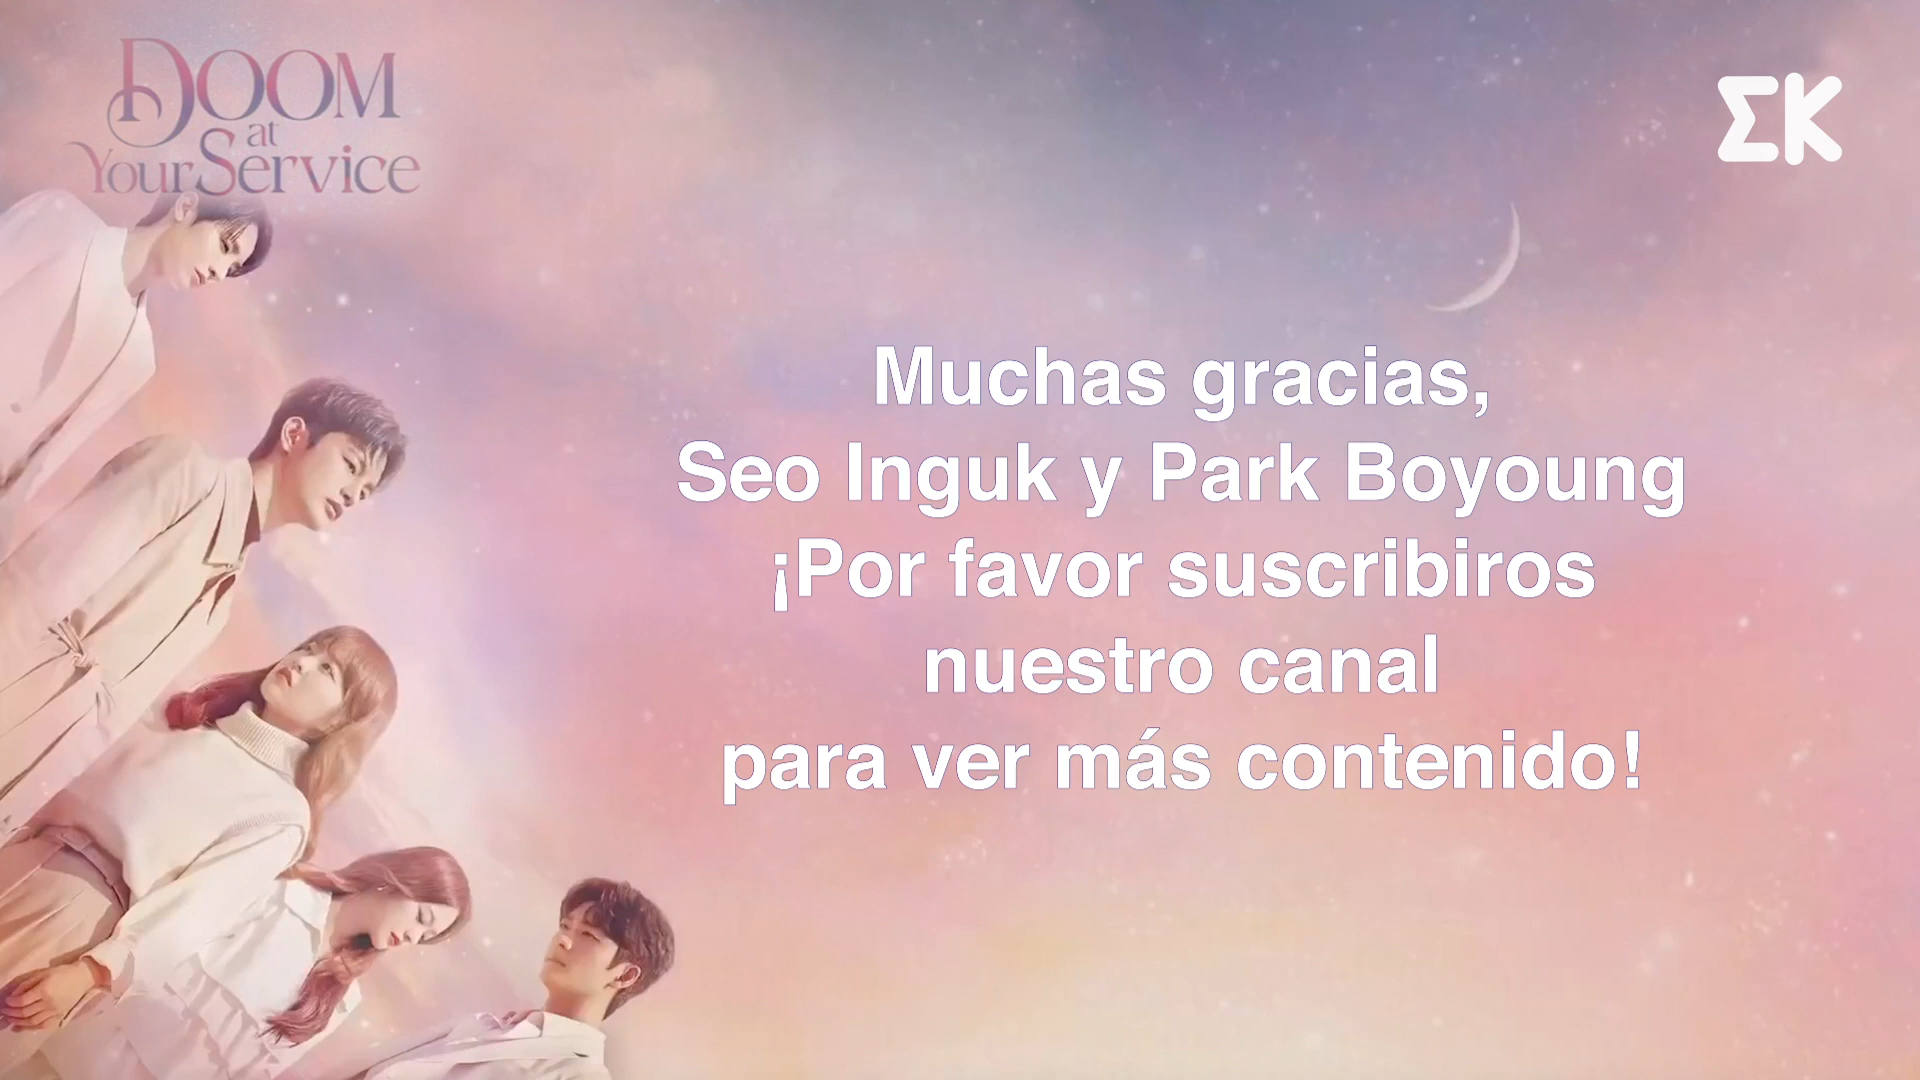 DOOM
at
Your Service
ΣK
Muchas gracias,
Seo Inguk y Park Boyoung
¡Por favor suscribiros
nuestro canal
para ver más contenido!